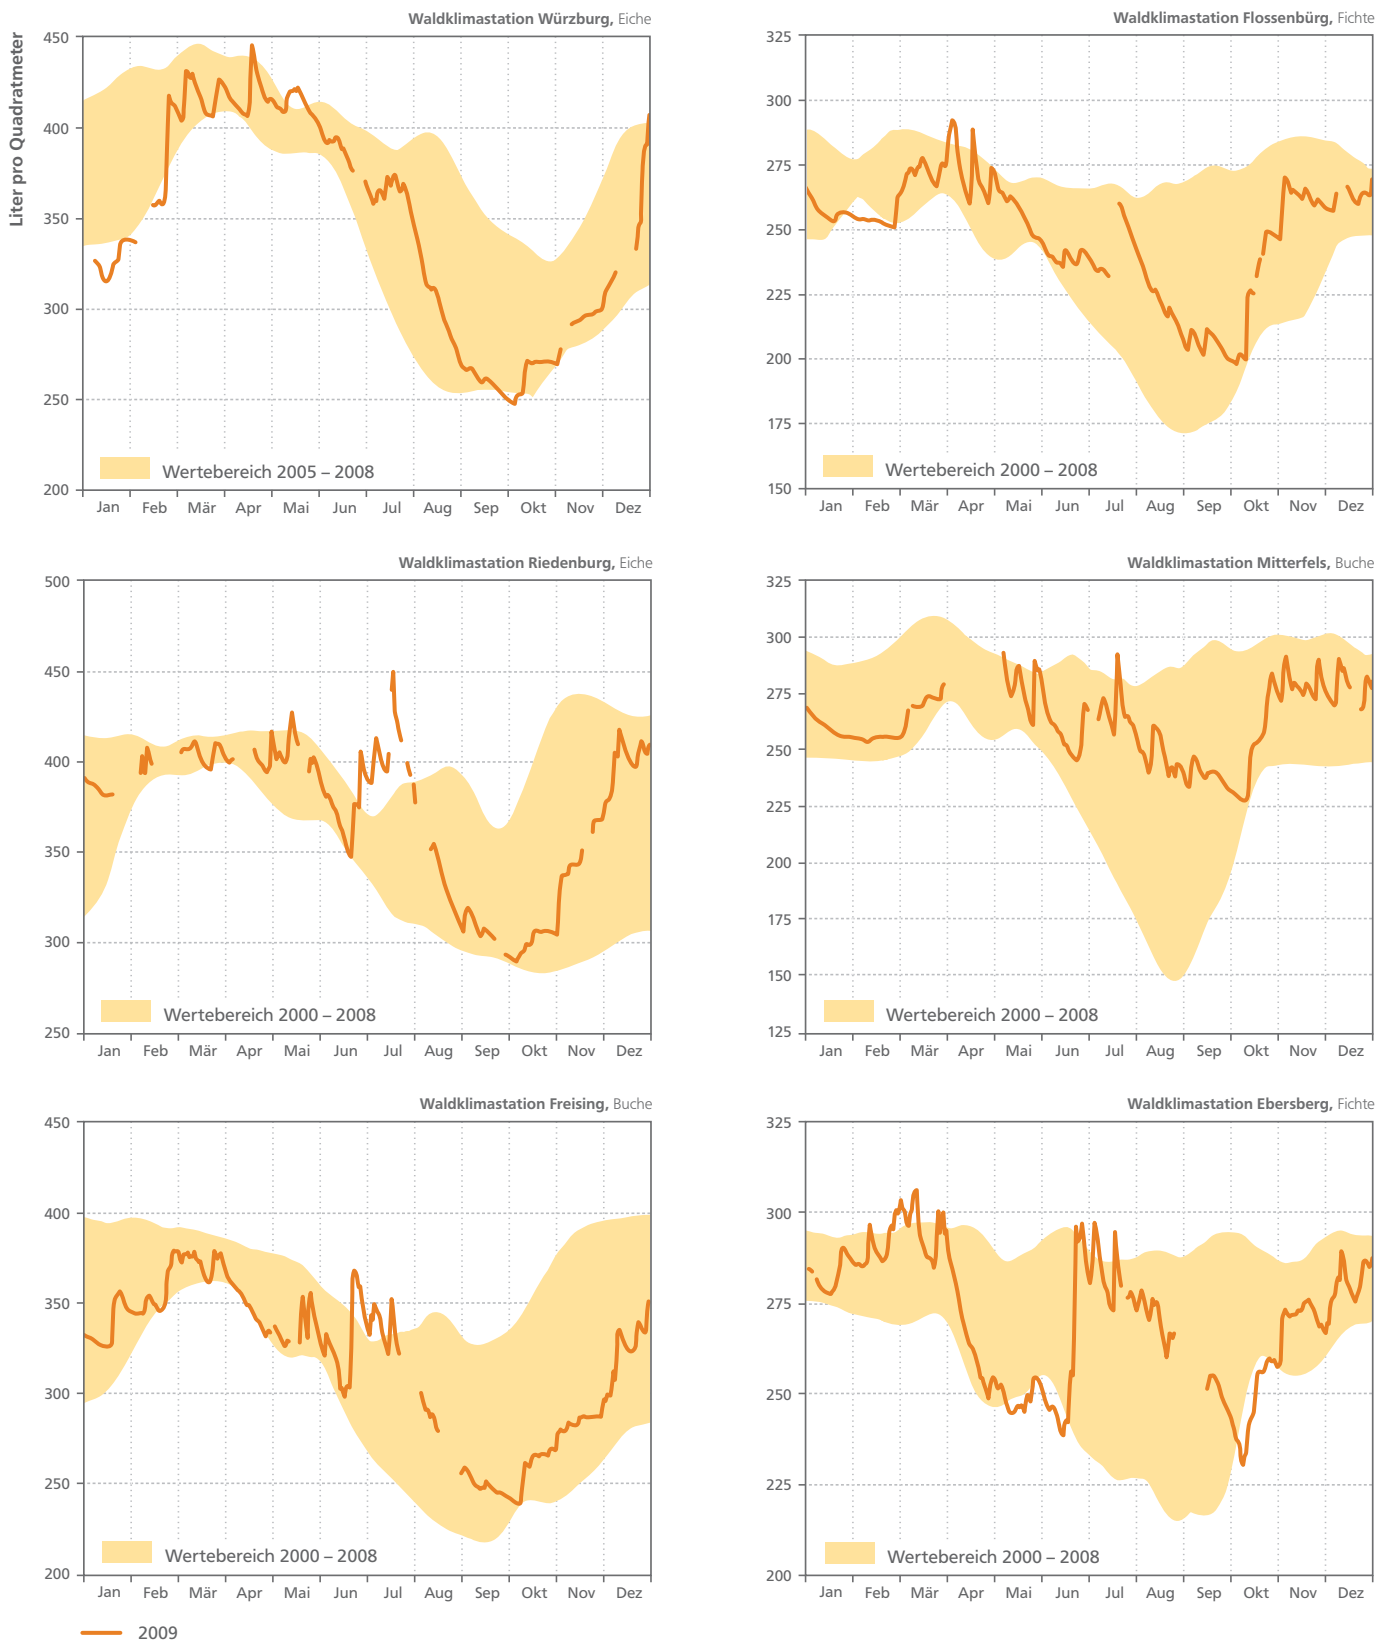 Liter pro Quadratmeter
Waldklimastation Würzburg, Eiche
450
400
350
300
250
200
Wertebereich 2005 – 2008
Jan Feb Mär Apr Mai Jun Jul Aug Sep Okt Nov Dez
Waldklimastation Flossenbürg, Fichte
325
300
275
250
225
200
175
150
Wertebereich 2000 – 2008
Jan Feb Mär Apr Mai Jun Jul Aug Sep Okt Nov Dez
Waldklimastation Riedenburg, Eiche
500
450
400
350
300
250
Wertebereich 2000 – 2008
Jan Feb Mär Apr Mai Jun Jul Aug Sep Okt Nov Dez
Waldklimastation Mitterfels, Buche
325
300
275
250
225
200
175
150
125
Wertebereich 2000 – 2008
Jan Feb Mär Apr Mai Jun Jul Aug Sep Okt Nov Dez
Waldklimastation Freising, Buche
450
400
350
300
250
200
Wertebereich 2000 – 2008
Jan Feb Mär Apr Mai Jun Jul Aug Sep Okt Nov Dez
Waldklimastation Ebersberg, Fichte
325
300
275
250
225
200
Wertebereich 2000 – 2008
Jan Feb Mär Apr Mai Jun Jul Aug Sep Okt Nov Dez
2009